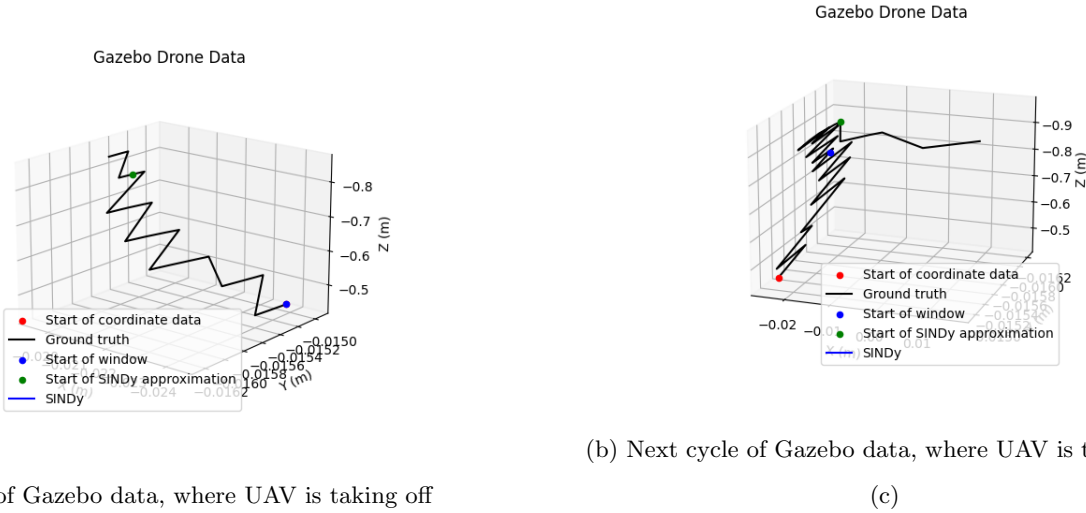 Gazebo Drone Data
−0.8
−0.7
−0.6
−0.5
Z (m)
−0.0150
−0.0152
−0.0154
−0.0156
−0.0158
Y (m)
−0.024
Start of coordinate data
Ground truth
Start of window
Start of SINDy approximation
SINDy
of Gazebo data, where UAV is taking off
Gazebo Drone Data
−0.9
−0.8
−0.7
−0.6
−0.5
Z (m)
−0.02
0.01
Start of coordinate data
Ground truth
Start of window
Start of SINDy approximation
SINDy
(b) Next cycle of Gazebo data, where UAV is t
(c)